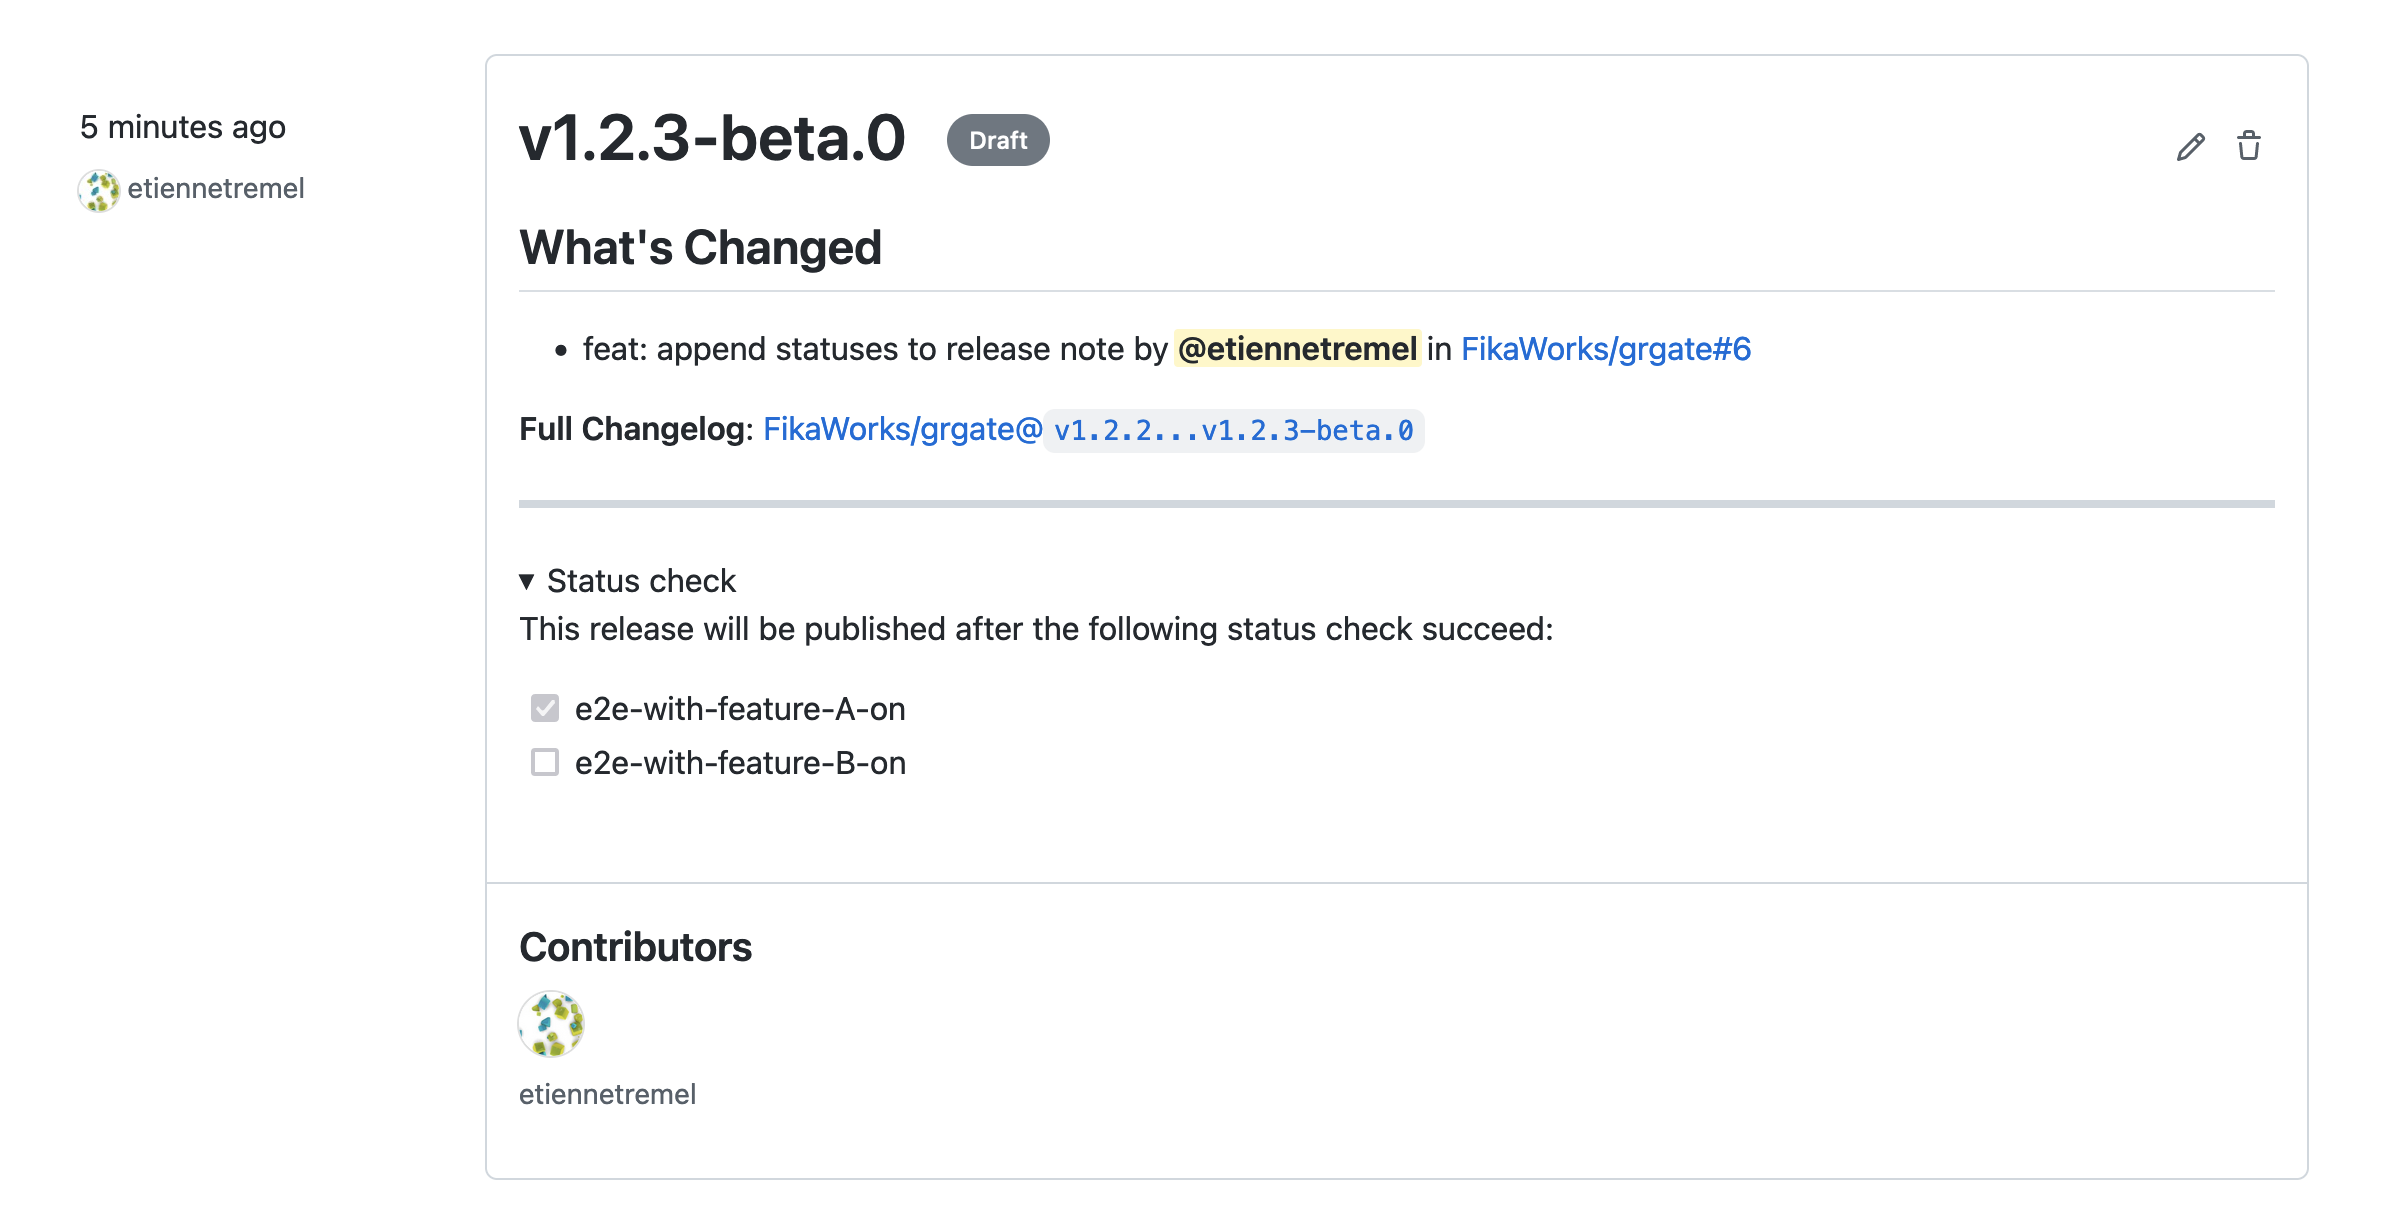 5 minutes ago
etiennetremel
v1.2.3-beta.0 Draft
What's Changed
• feat: append statuses to release note by @etiennetremel in FikaWorks/grgate#6
Full Changelog: FikaWorks/grgate@v1.2.2...v1.2.3-beta.0
▼ Status check
This release will be published after the following status check succeed:
e2e-with-feature-A-on
e2e-with-feature-B-on
Contributors
etiennetremel